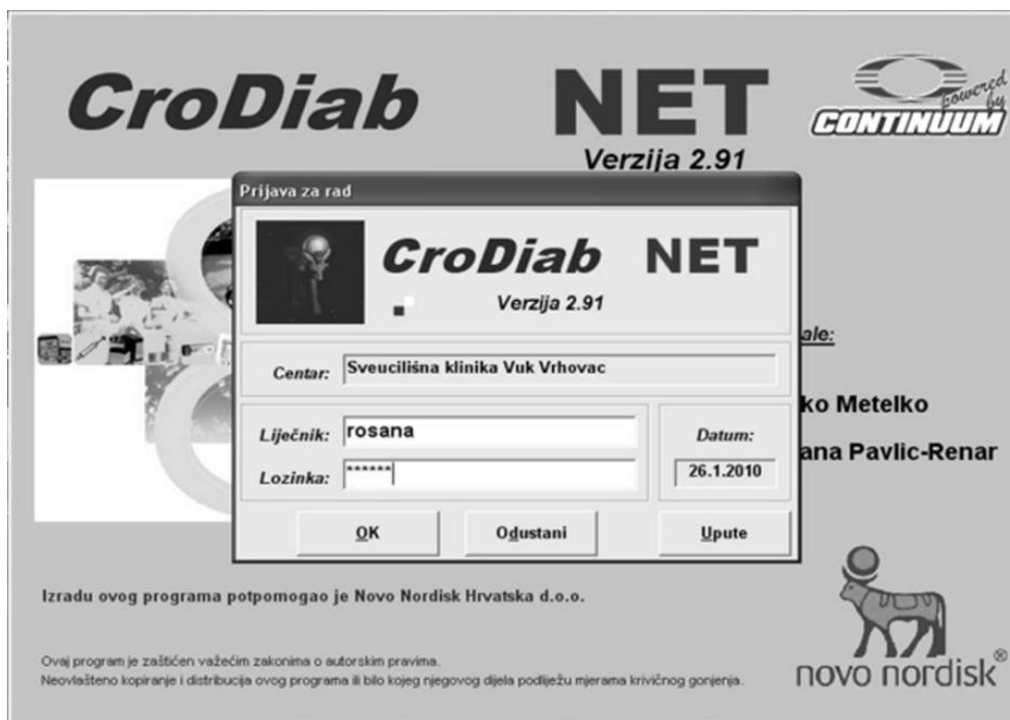 CroDiab NET
powered
by
CONTINUUM
Verzija 2.91
Prijava za rad
CroDiab NET
Verzija 2.91
Centar: Sveucilišna klinika Vuk Vrhovac
Liječnik: rosana
Lozinka: ******
Datum:
26.1.2010
OK Odustani Upute
ale:
ko Metelko
ana Pavlic-Renar
Izradu ovog programa potpomogao je Novo Nordisk Hrvatska d.o.o.
Ovaj program je zaštićen važećim zakonima o autorskim pravima.
Neovlašteno kopiranje i distribucija ovog programa ili bilo kojeg njegovog dijela podliježu mjerama krivičnog gonjenja.
novo nordisk®